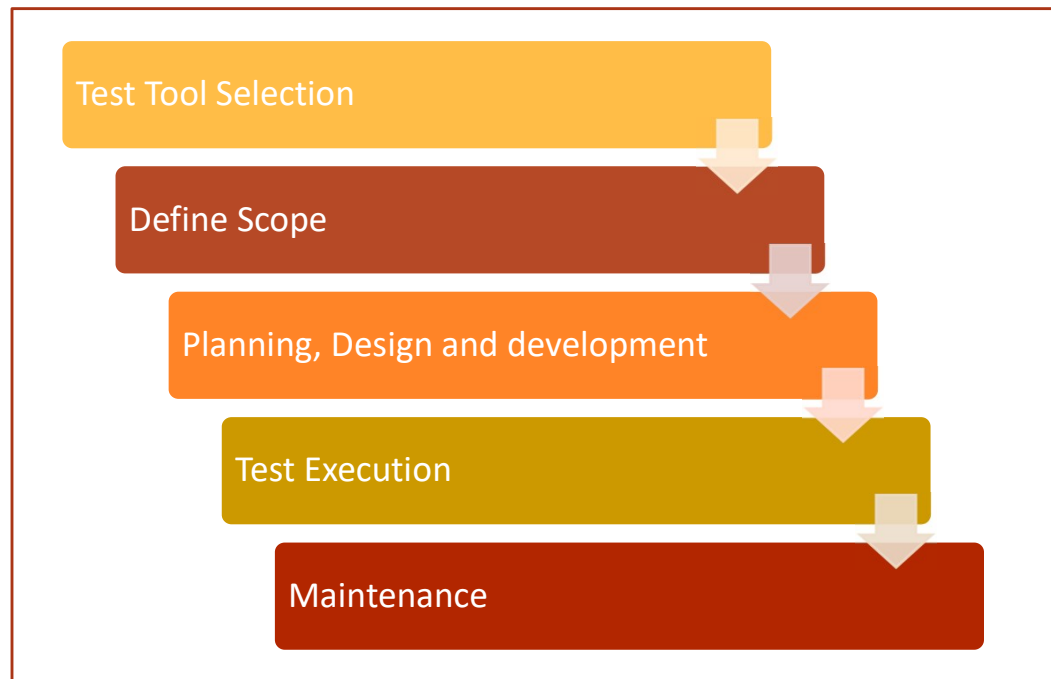 Test Tool Selection
Define Scope
Planning, Design and development
Test Execution
Maintenance